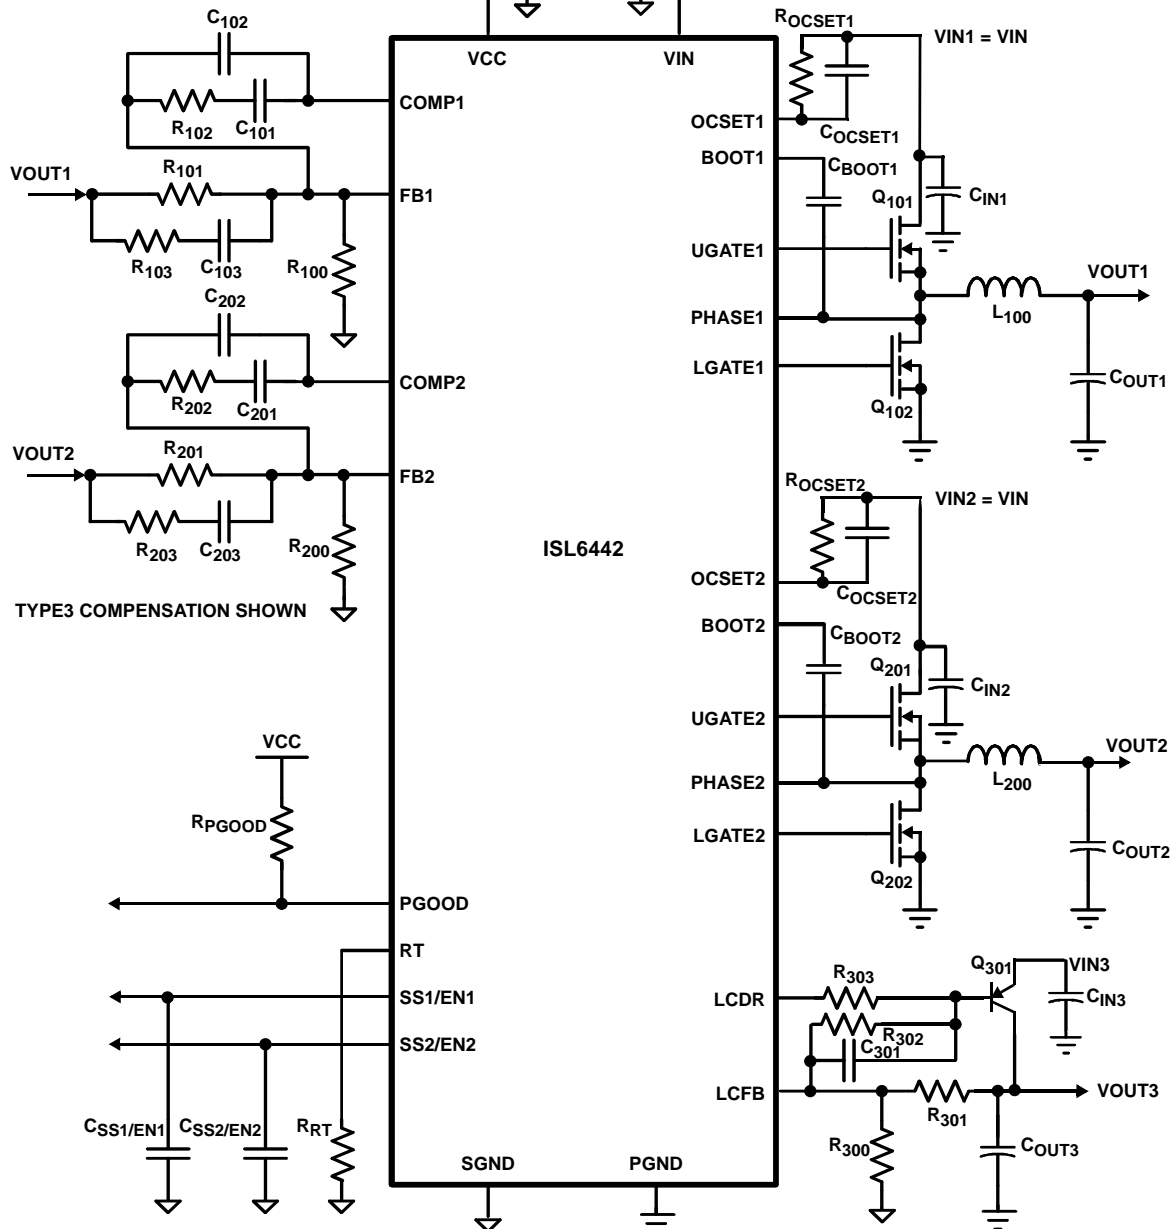 VCC
VIN
COMP1
FB1
COMP2
FB2
ISL6442
PGOOD
RT
SS1/EN1
SS2/EN2
SGND
PGND
OCSET1
BOOT1
UGATE1
PHASE1
LGATE1
OCSET2
BOOT2
UGATE2
PHASE2
LGATE2
LCDR
LCFB
C102
R102
C101
VOUT1
R101
R103
C103
R100
C202
R202
C201
VOUT2
R201
R203
C203
R200
TYPE3 COMPENSATION SHOWN
VCC
RPGOOD
CSS1/EN1
CSS2/EN2
RRT
ROCSET1
VIN1 = VIN
COCSET1
CBOOT1
Q101
CIN1
VOUT1
L100
COUT1
Q102
ROCSET2
VIN2 = VIN
COCSET2
CBOOT2
Q201
CIN2
VOUT2
L200
COUT2
Q202
R303
Q301
VIN3
CIN3
R302
C301
VOUT3
R301
R300
COUT3